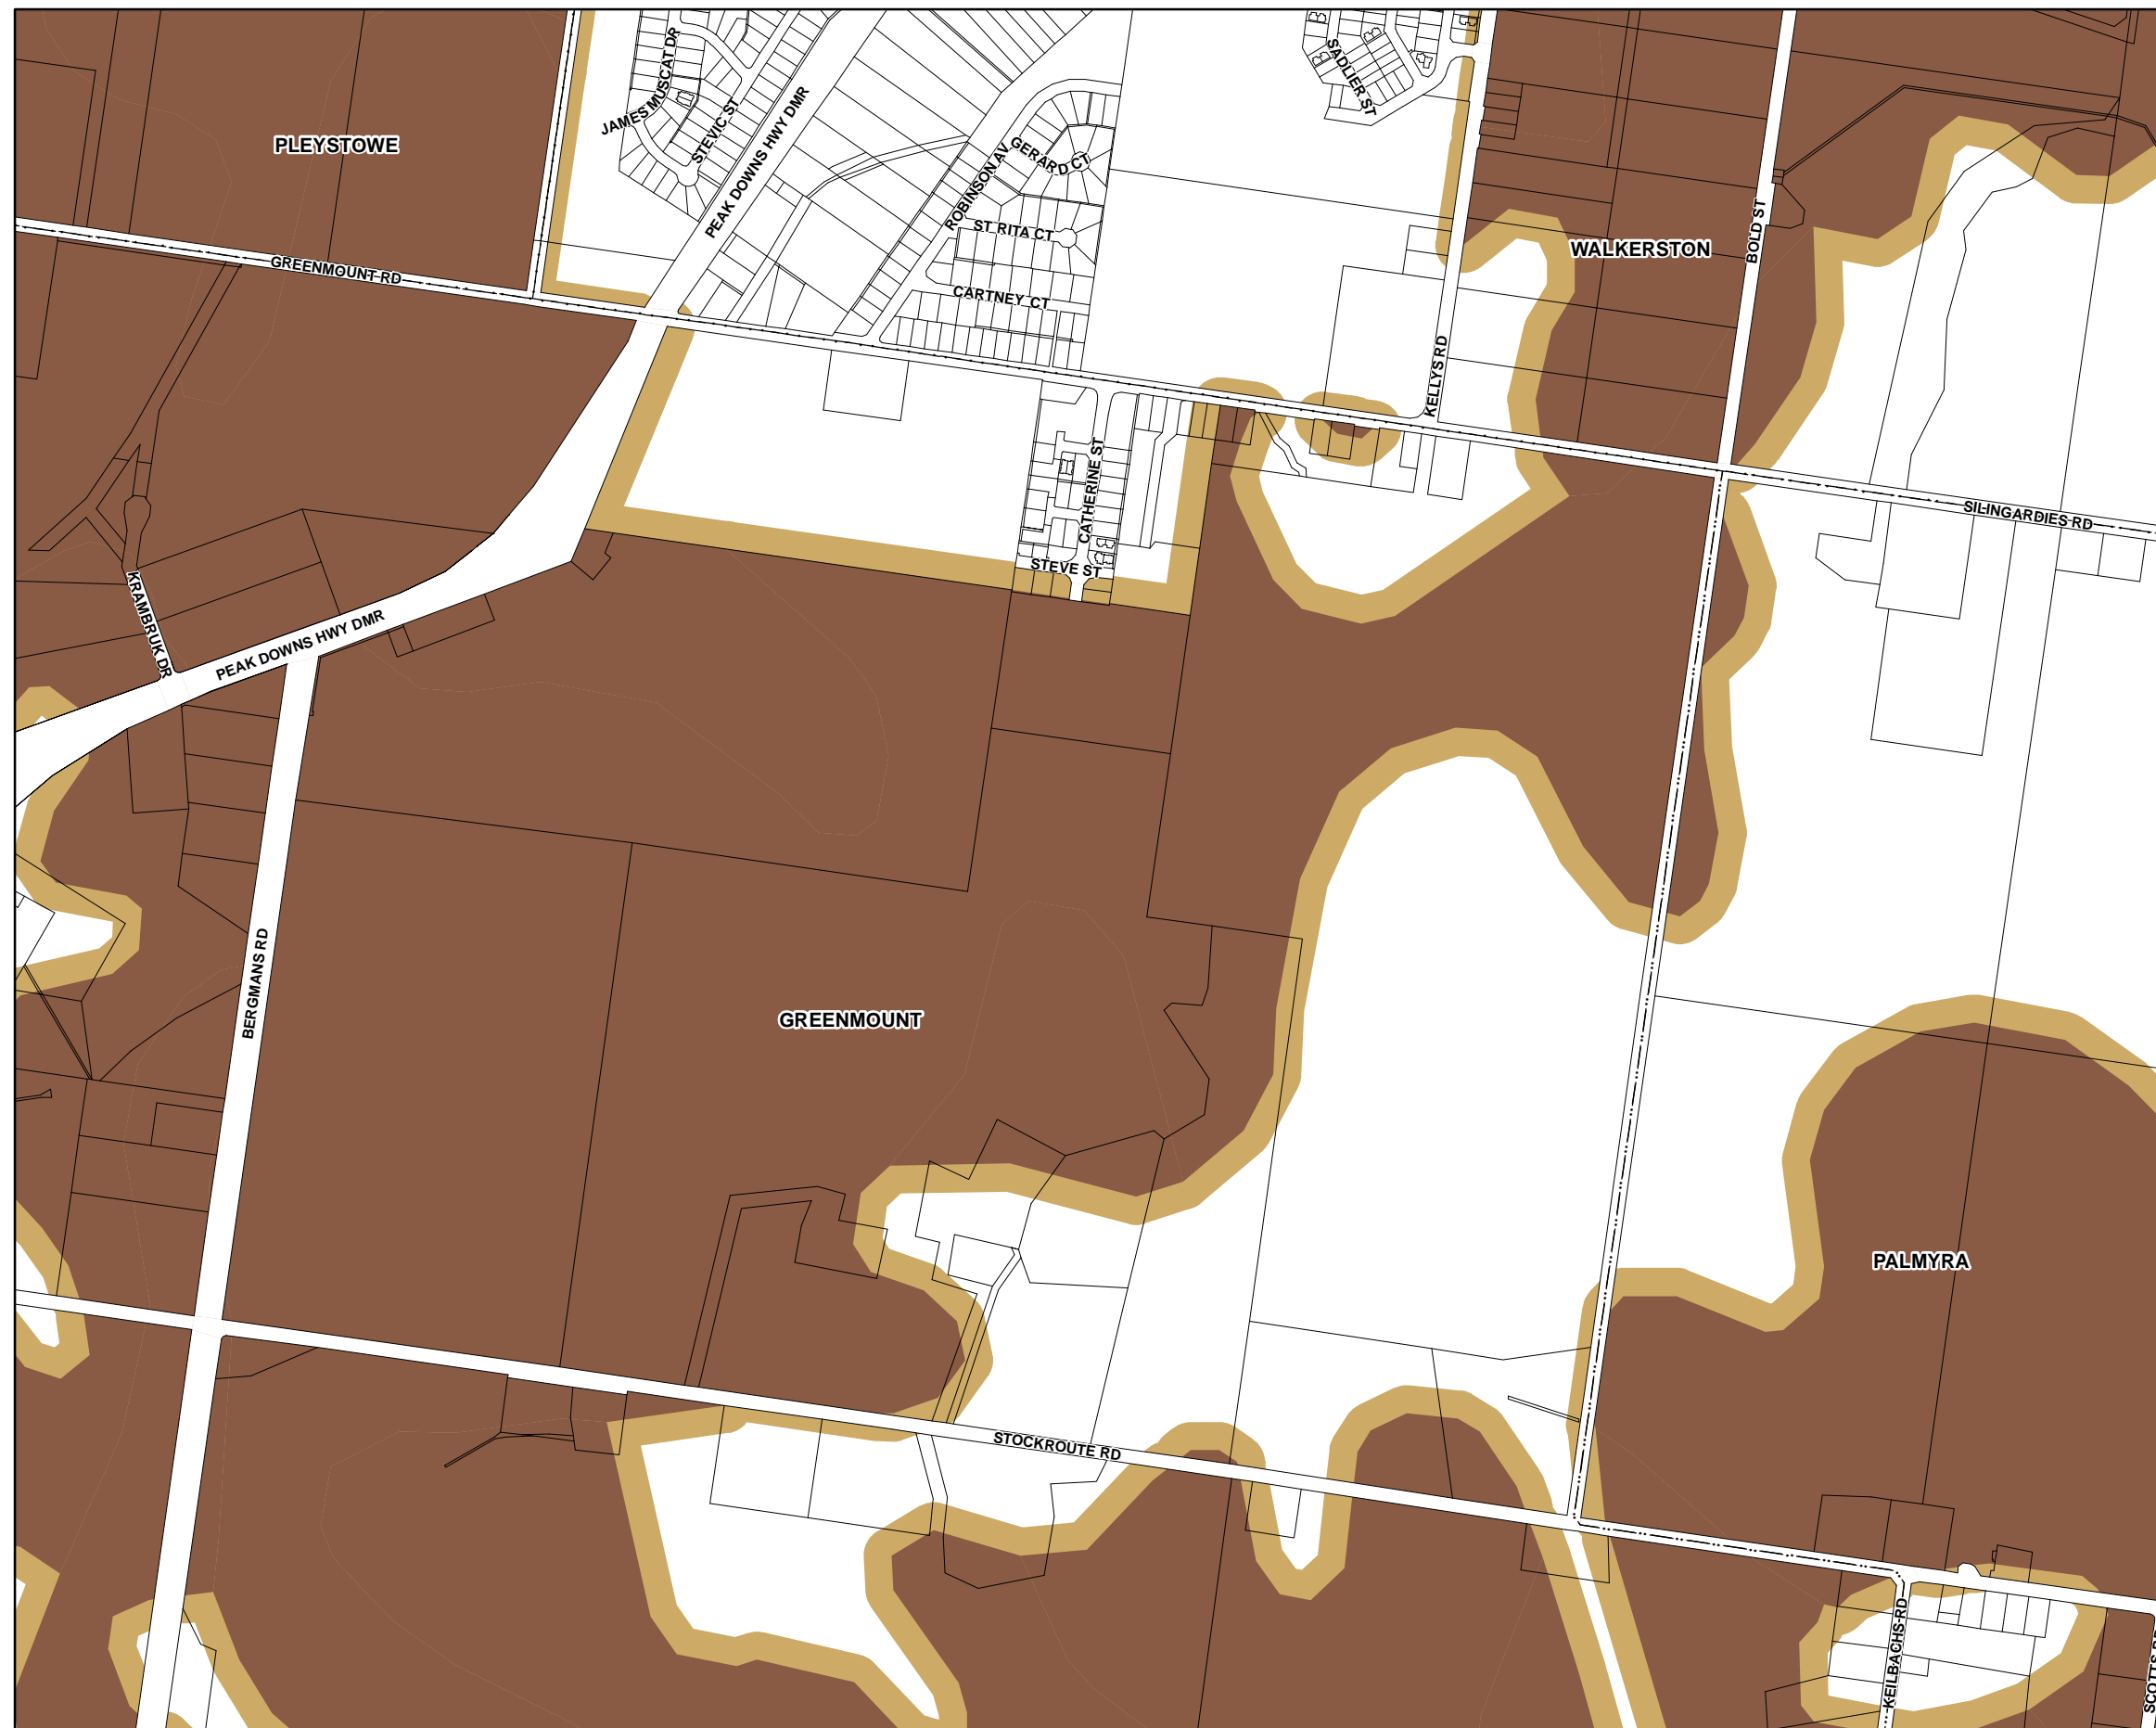 JAMES MUSCAT DR
STEVIC ST
PEAK DOWNS HWY DMR
SADLIER ST
PLEYSTOWE
GERARD CT
ROBINSON AV
ST RITA CT
WALKERSTON
BOLD ST
GREENMOUNT RD
CARTNEY CT
KELLYS RD
CATHERINE ST
SILINGARDIES RD
STEVE ST
KRAMBRUK DR
PEAK DOWNS HWY DMR
BERGMANS RD
GREENMOUNT
PALMYRA
STOCKROUTE RD
KEILBACHS RD
SCOTTS RD